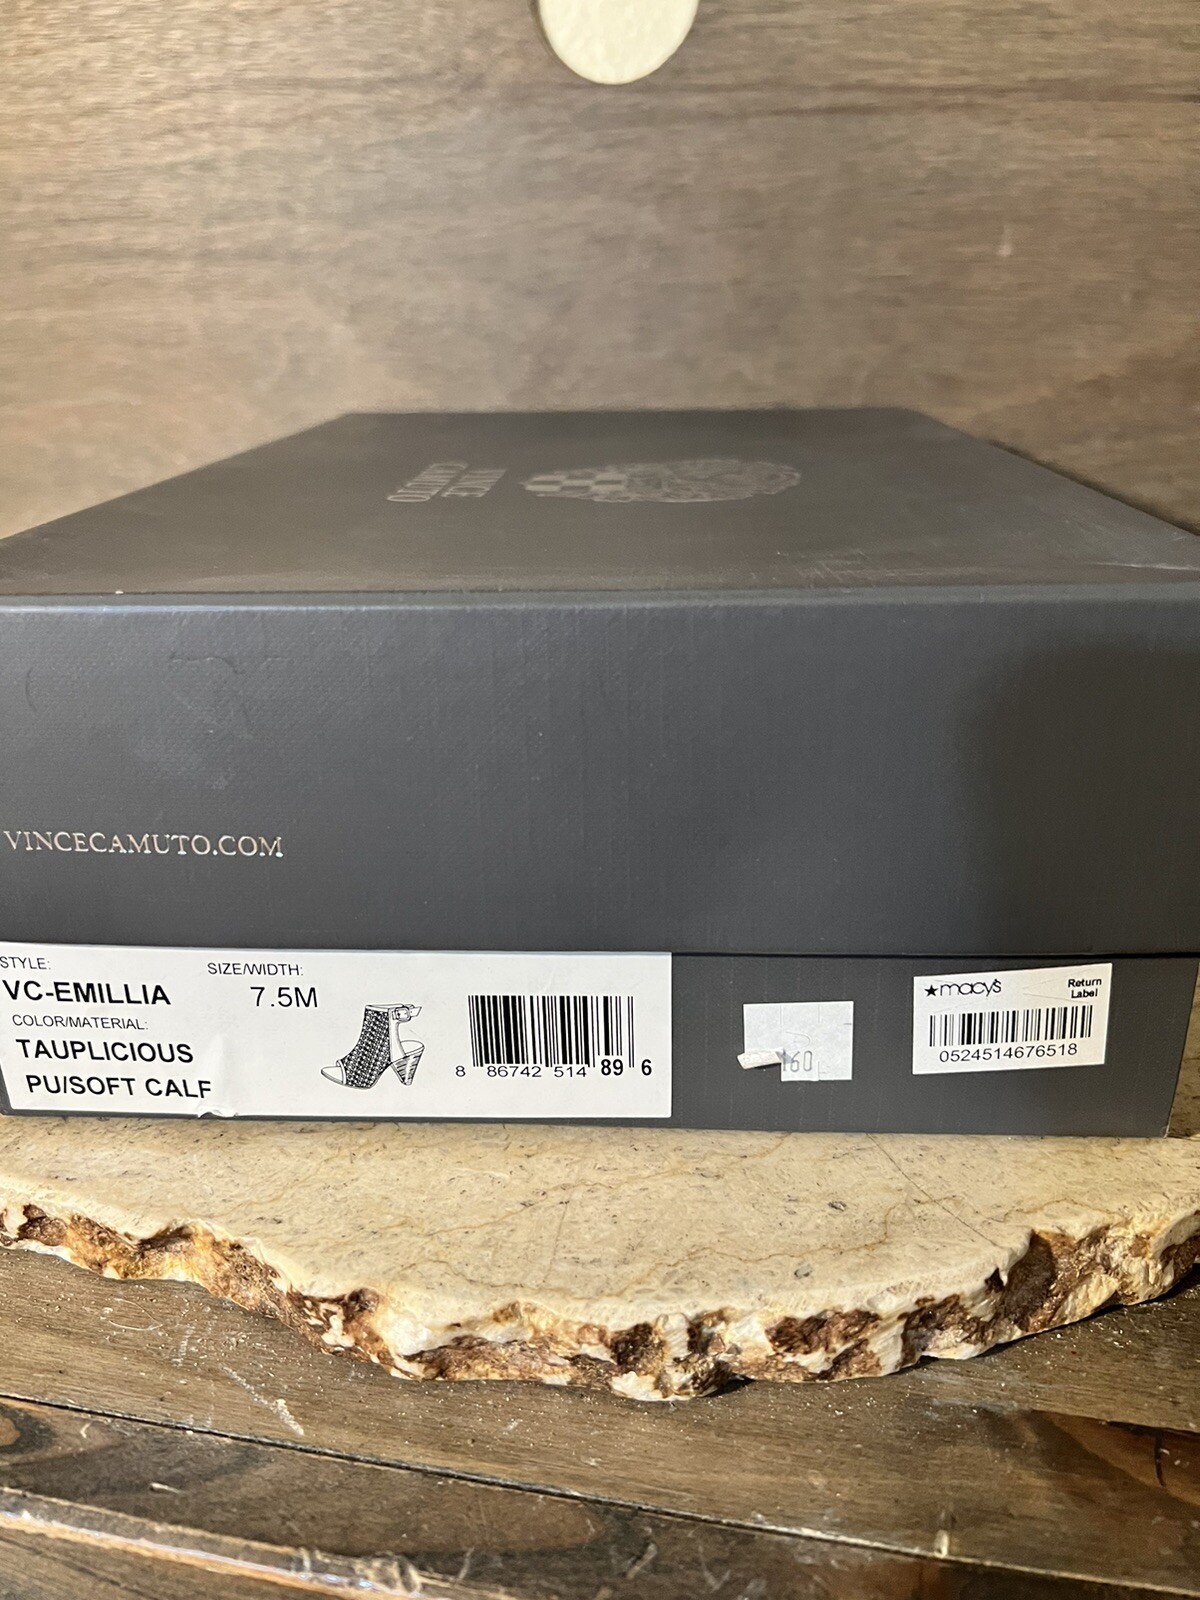 VINCE
CAMUTO
VINCECAMUTO.COM
STYLE:
VC-EMILLIA
SIZE/WIDTH:
7.5M
COLOR/MATERIAL:
TAUPLICIOUS
PU/SOFT CALF
8 86742 514 89 6
160
★macy's
Return
Label
0524514676518